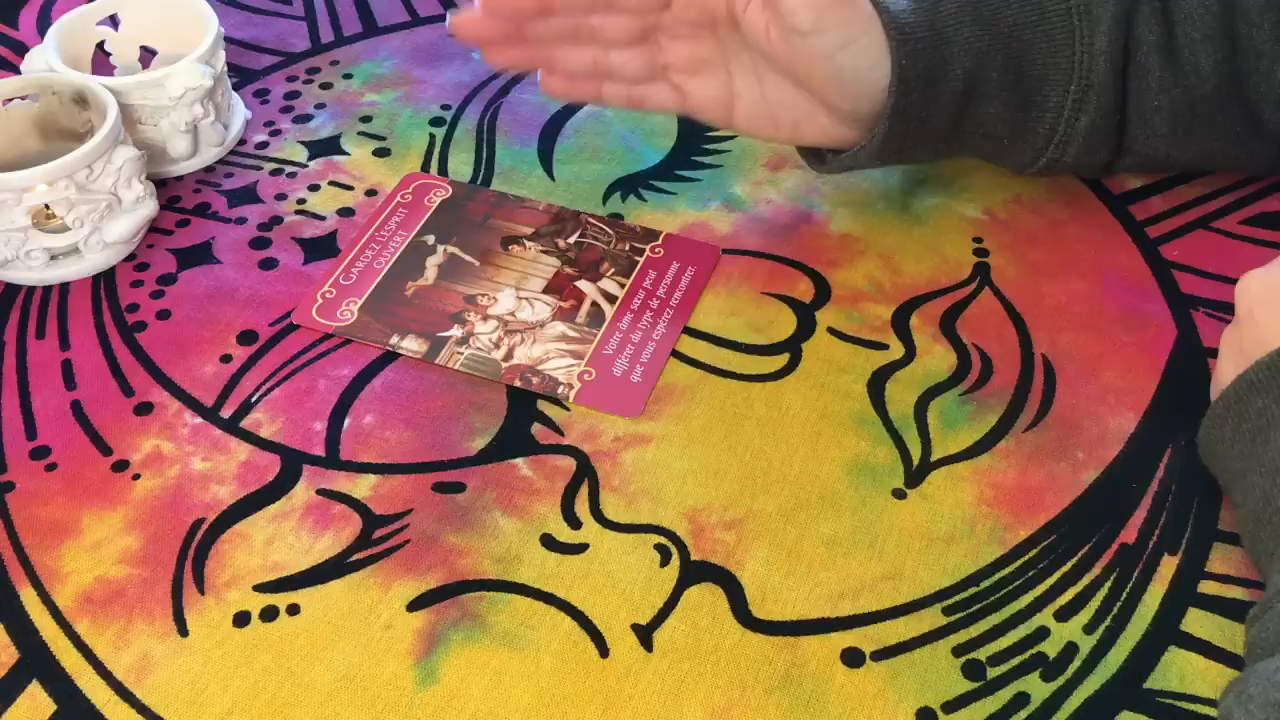 GARDEZ L'ESPRIT
OUVERT
Votre âme sœur peut
différer du type de personne
que vous espérez rencontrer.